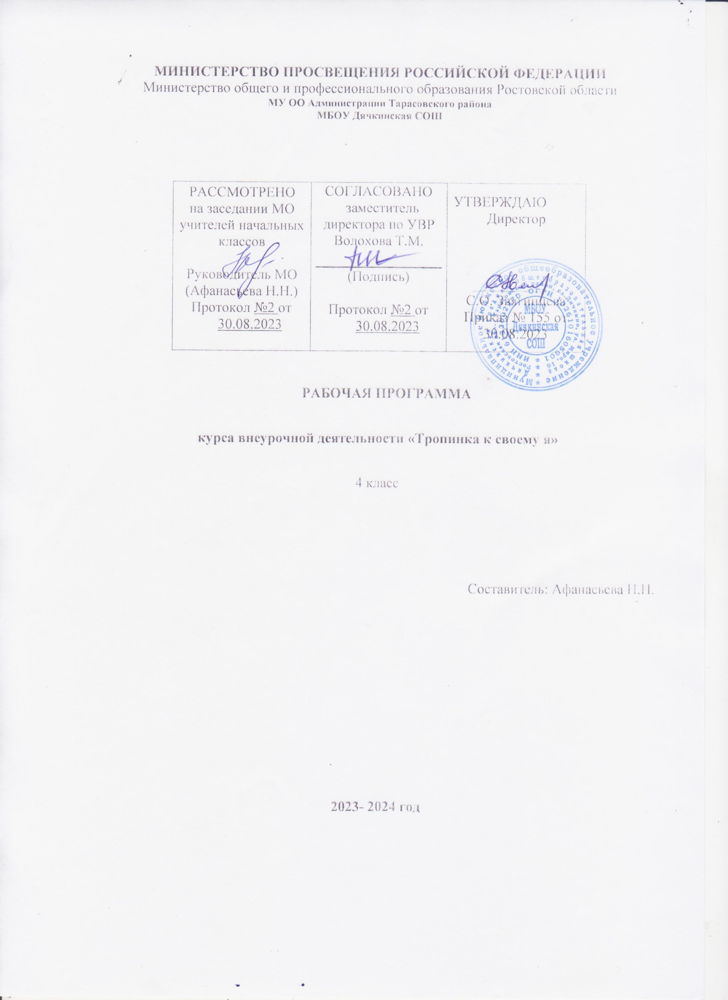 МИНИСТЕРСТВО ПРОСВЕЩЕНИЯ РОССИЙСКОЙ ФЕДЕРАЦИИ
Министерство общего и профессионального образования Ростовской области
МУ ОО Администрации Тарасовского района
МБОУ Дячкинская СОШ
РАССМОТРЕНО
на заседании МО
учителей начальных
классов
Руководитель МО
(Афанасьева Н.Н.)
Протокол №2 от
30.08.2023
СОГЛАСОВАНО
заместитель
директора по УВР
Волохова Т.М.
(Подпись)
Протокол №2 от
30.08.2023
УТВЕРЖДАЮ
Директор
С.О. Звягинцева
Приказ № 155 от
30.08.2023
МБОУ
Дячкинская
СОШ
РАБОЧАЯ ПРОГРАММА
курса внеурочной деятельности «Тропинка к своему я»
4 класс
Составитель: Афанасьева Н.Н.
2023- 2024 год